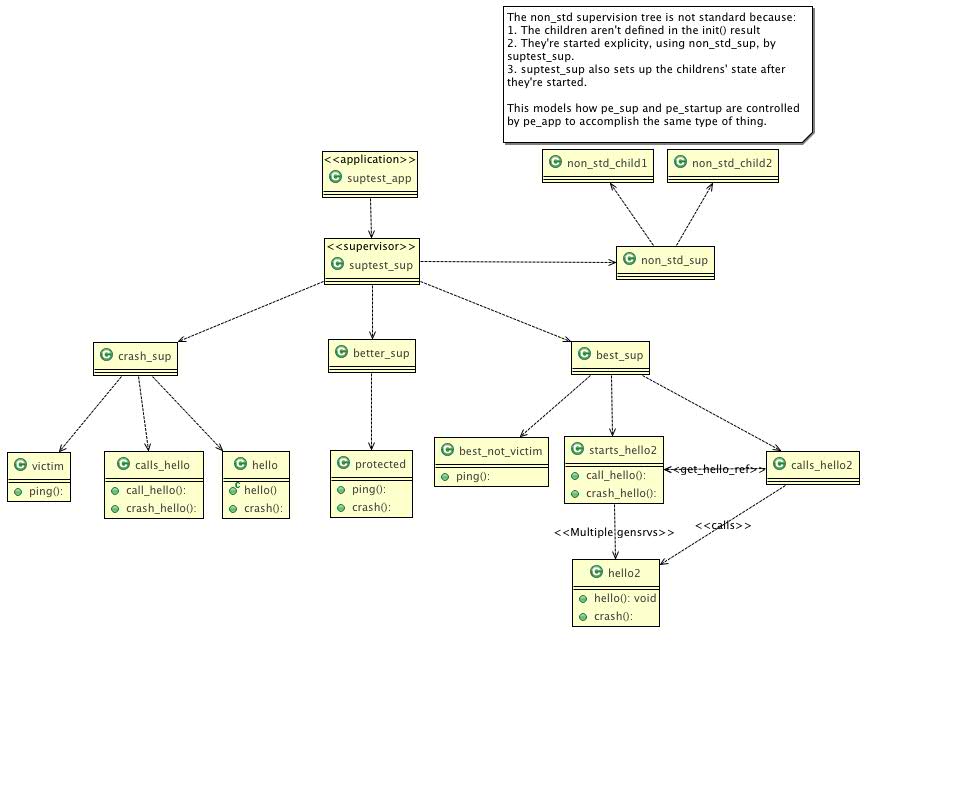 The non_std supervision tree is not standard because:
1. The children aren't defined in the init() result
2. They're started explicity, using non_std_sup, by
suptest_sup.
3. suptest_sup also sets up the childrens' state after
they're started.
This models how pe_sup and pe_startup are controlled
by pe_app to accomplish the same type of thing.
<<application>>
C suptest_app
C non_std_child1
C non_std_child2
<<supervisor>>
C suptest_sup
C non_std_sup
C crash_sup
C better_sup
C best_sup
C victim
ping():
C calls_hello
call_hello():
crash_hello():
C hello
c hello()
crash():
C protected
ping():
crash():
C best_not_victim
ping():
C starts_hello2
call_hello():
crash_hello():
<<get_hello_ref>>
C calls_hello2
<<Multiple gensrvs>>
<<calls>>
C hello2
hello(): void
crash():